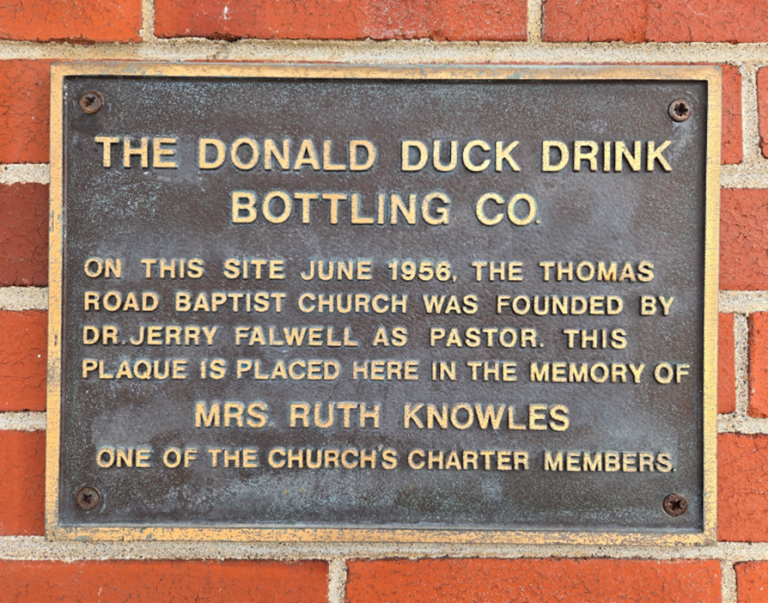 THE DONALD DUCK DRINK
BOTTLING CO.
ON THIS SITE JUNE 1956, THE THOMAS
ROAD BAPTIST CHURCH WAS FOUNDED BY
DR. JERRY FALWELL AS PASTOR. THIS
PLAQUE IS PLACED HERE IN THE MEMORY OF
MRS. RUTH KNOWLES
ONE OF THE CHURCH'S CHARTER MEMBERS.